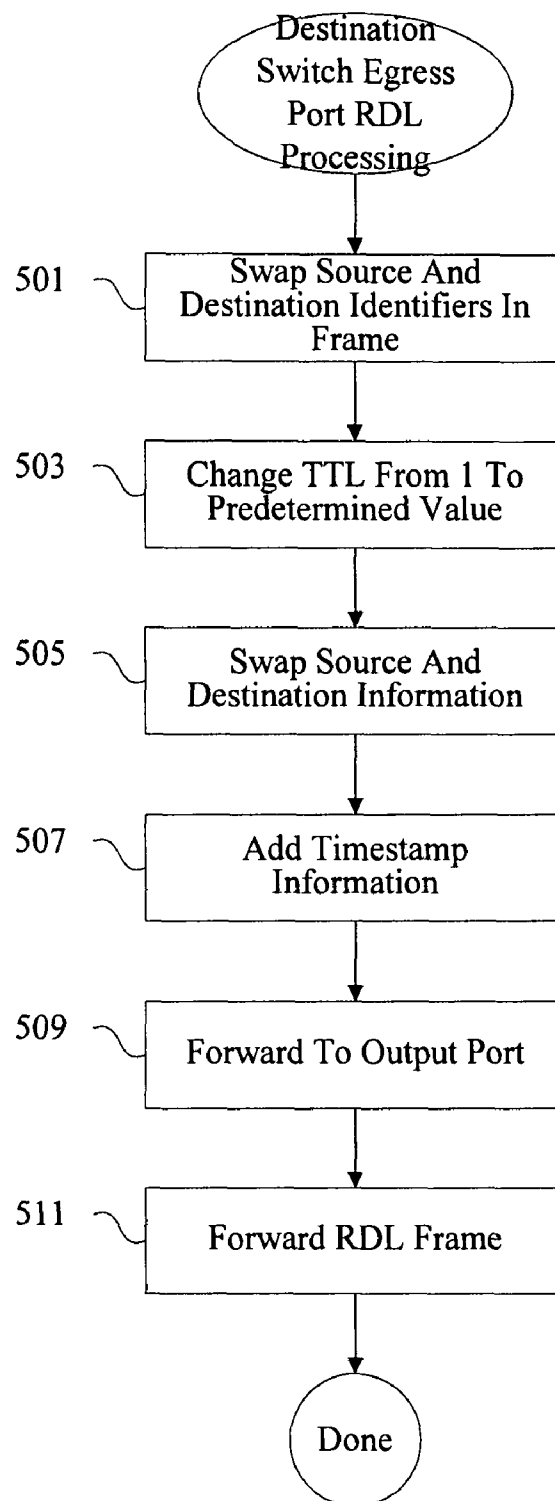 Destination
Switch Egress
Port RDL
Processing
501
Swap Source And
Destination Identifiers In
Frame
503
Change TTL From 1 To
Predetermined Value
505
Swap Source And
Destination Information
507
Add Timestamp
Information
509
Forward To Output Port
511
Forward RDL Frame
Done